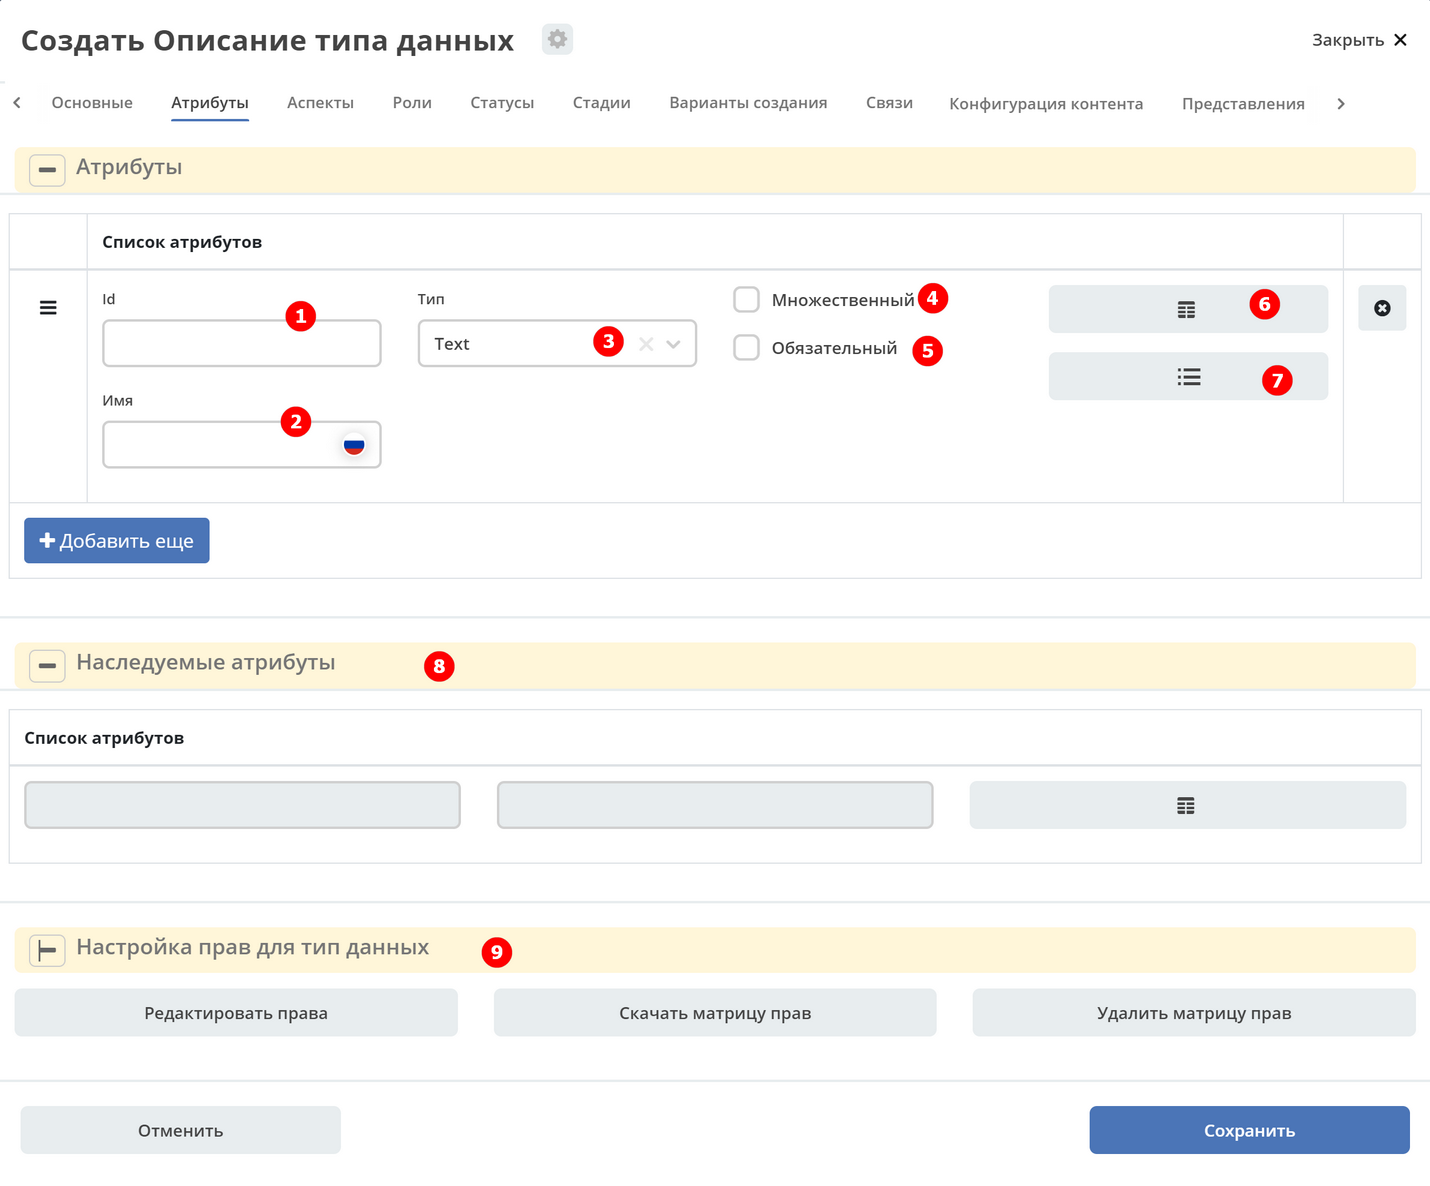 Создать Описание типа данных
Закрыть
Основные Атрибуты Аспекты Роли Статусы Стадии Варианты создания Связи Конфигурация контента Представления
Атрибуты
Список атрибутов
Id 1 Тип Множественный 4 6
Text 3 Обязательный 5 7
Имя 2
Добавить еще
Наследуемые атрибуты 8
Список атрибутов
Настройка прав для тип данных 9
Редактировать права Скачать матрицу прав Удалить матрицу прав
Отменить Сохранить